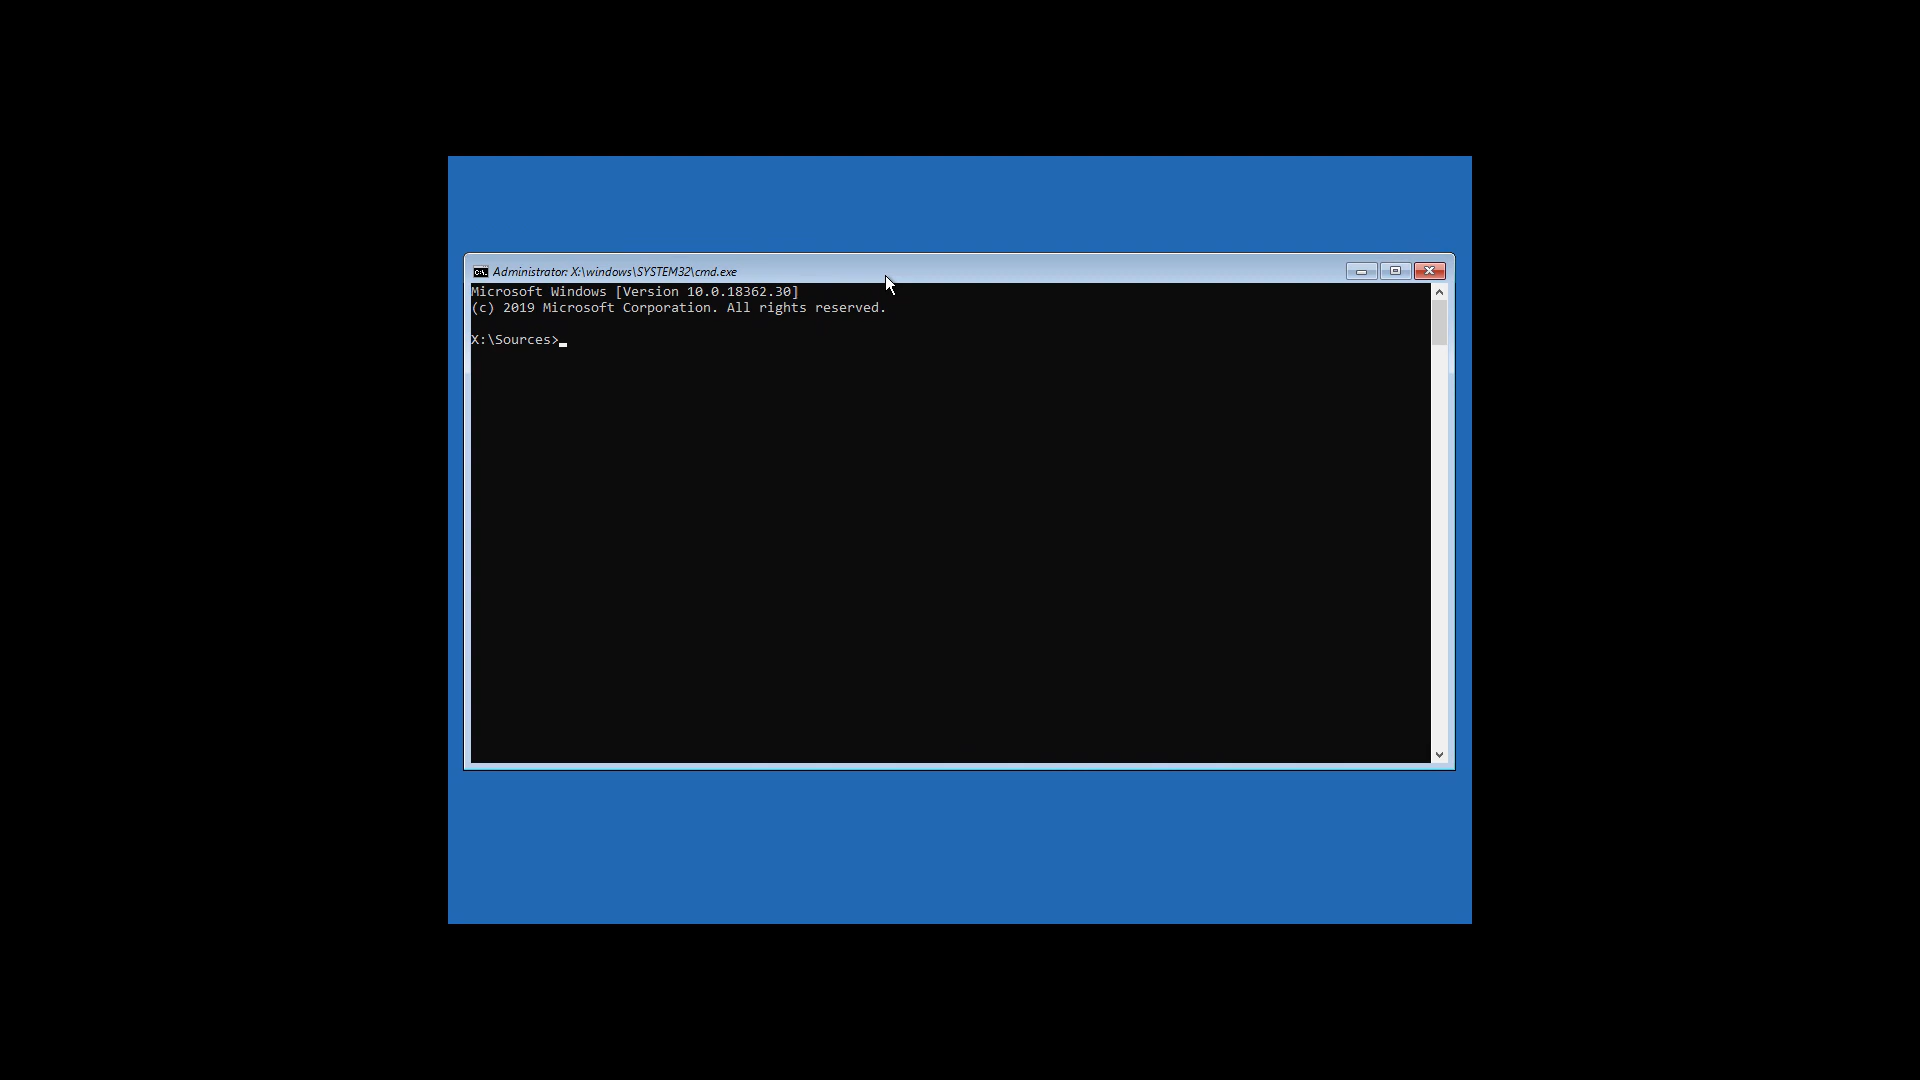 Administrator: X:\windows\SYSTEM32\cmd.exe
Microsoft Windows [Version 10.0.18362.30]
(c) 2019 Microsoft Corporation. All rights reserved.
X:\Sources>